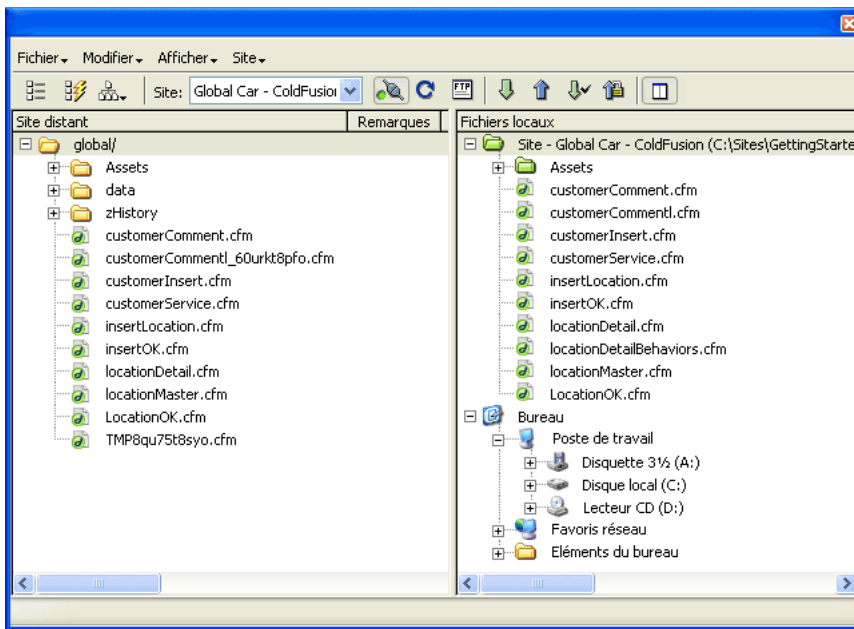 Fichier Modifier Afficher Site
Site: Global Car - ColdFusion FTP
Site distant Remarques
global/
Assets
data
zHistory
customerComment.cfm
customerCommentl_60urkt8pfo.cfm
customerInsert.cfm
customerService.cfm
insertLocation.cfm
insertOK.cfm
locationDetail.cfm
locationMaster.cfm
LocationOK.cfm
TMP8qu75t8syo.cfm
Fichiers locaux
Site - Global Car - ColdFusion (C:\Sites\GettingStarte
Assets
customerComment.cfm
customerCommentl.cfm
customerInsert.cfm
customerService.cfm
insertLocation.cfm
insertOK.cfm
locationDetail.cfm
locationDetailBehaviors.cfm
locationMaster.cfm
LocationOK.cfm
Bureau
Poste de travail
Disquette 3½ (A:)
Disque local (C:)
Lecteur CD (D:)
Favoris réseau
Eléments du bureau